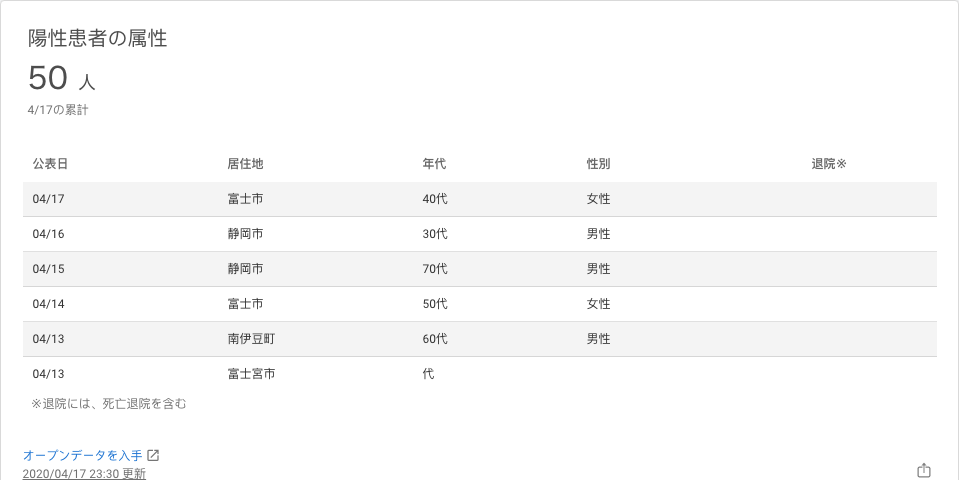 陽性患者の属性
50 人
4/17の累計
公表日 居住地 年代 性別 退院※
04/17 富士市 40代 女性
04/16 静岡市 30代 男性
04/15 静岡市 70代 男性
04/14 富士市 50代 女性
04/13 南伊豆町 60代 男性
04/13 富士宮市 代
※退院には、死亡退院を含む
オープンデータを入手
2020/04/17 23:30 更新